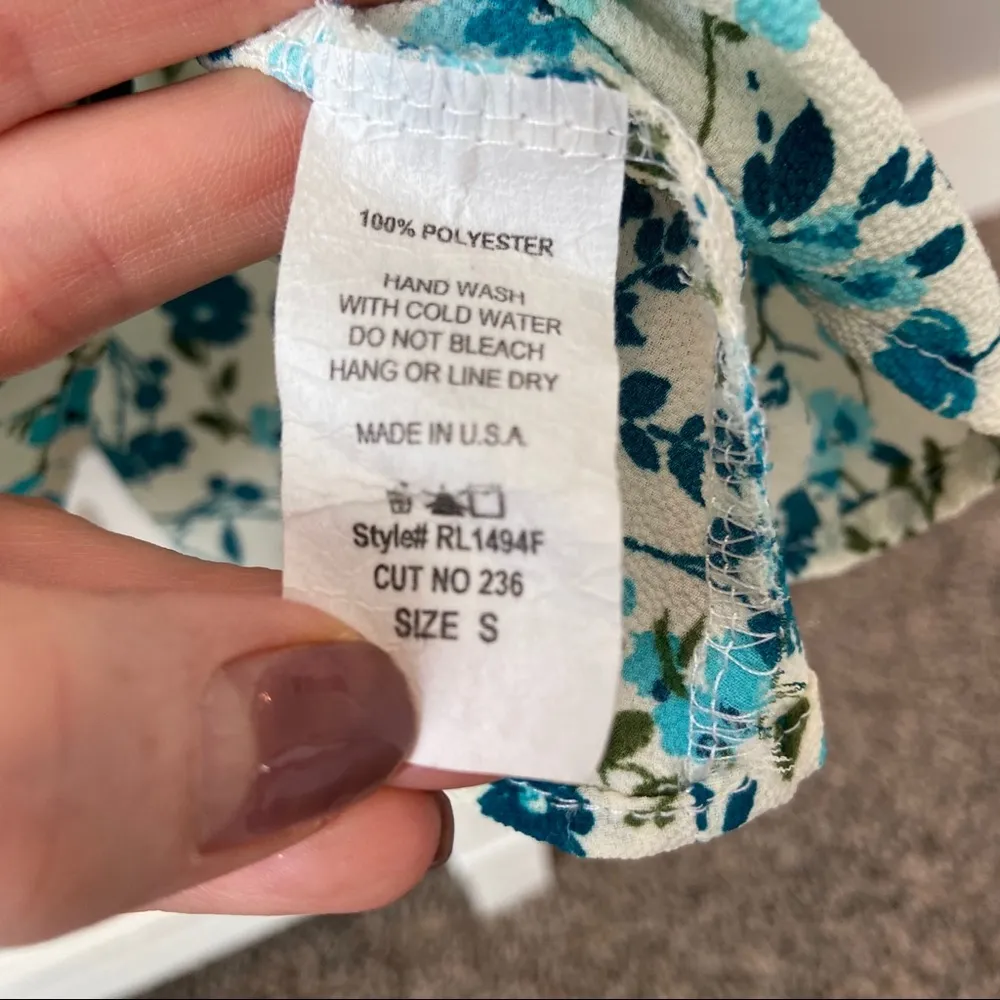 100% POLYESTER
HAND WASH
WITH COLD WATER
DO NOT BLEACH
HANG OR LINE DRY
MADE IN U.S.A
Style# RL1494F
CUT NO 236
SIZE S